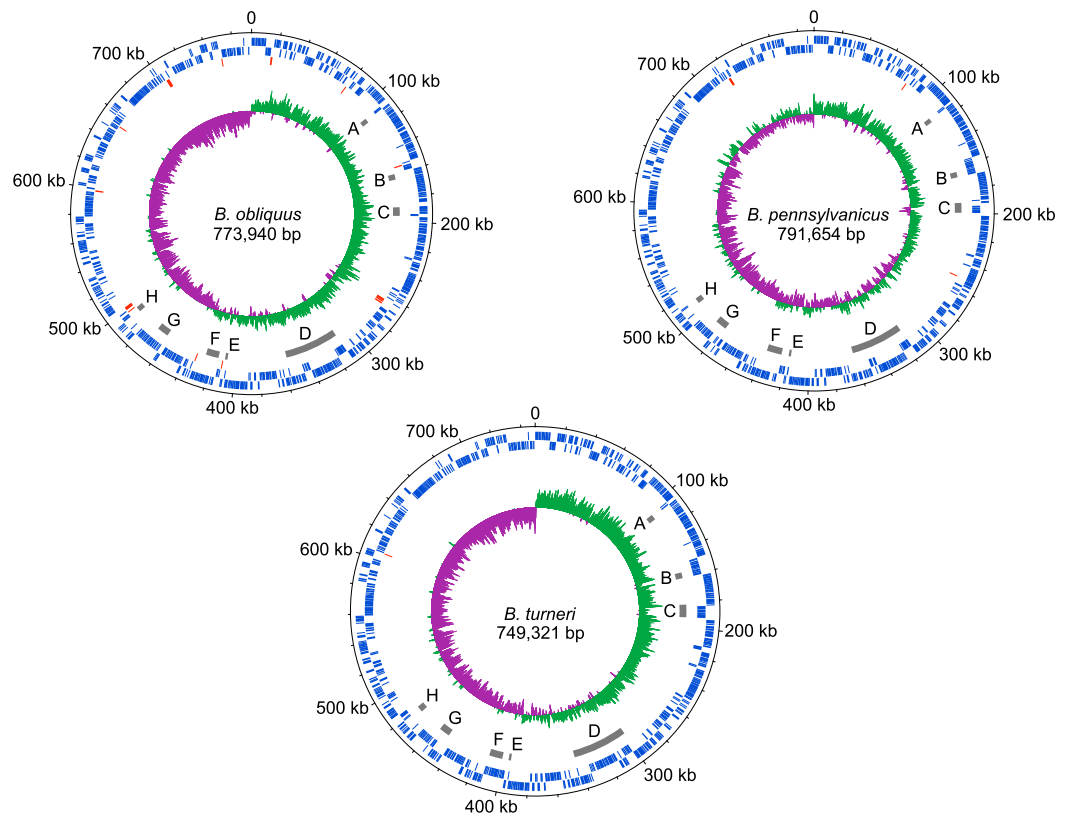 0
100 kb
200 kb
300 kb
400 kb
500 kb
600 kb
700 kb
A
B
C
D
E
F
G
H
B. obliquus
773,940 bp
0
100 kb
200 kb
300 kb
400 kb
500 kb
600 kb
700 kb
A
B
C
D
E
F
G
H
B. pennsylvanicus
791,654 bp
0
100 kb
200 kb
300 kb
400 kb
500 kb
600 kb
700 kb
A
B
C
D
E
F
G
H
B. turneri
749,321 bp